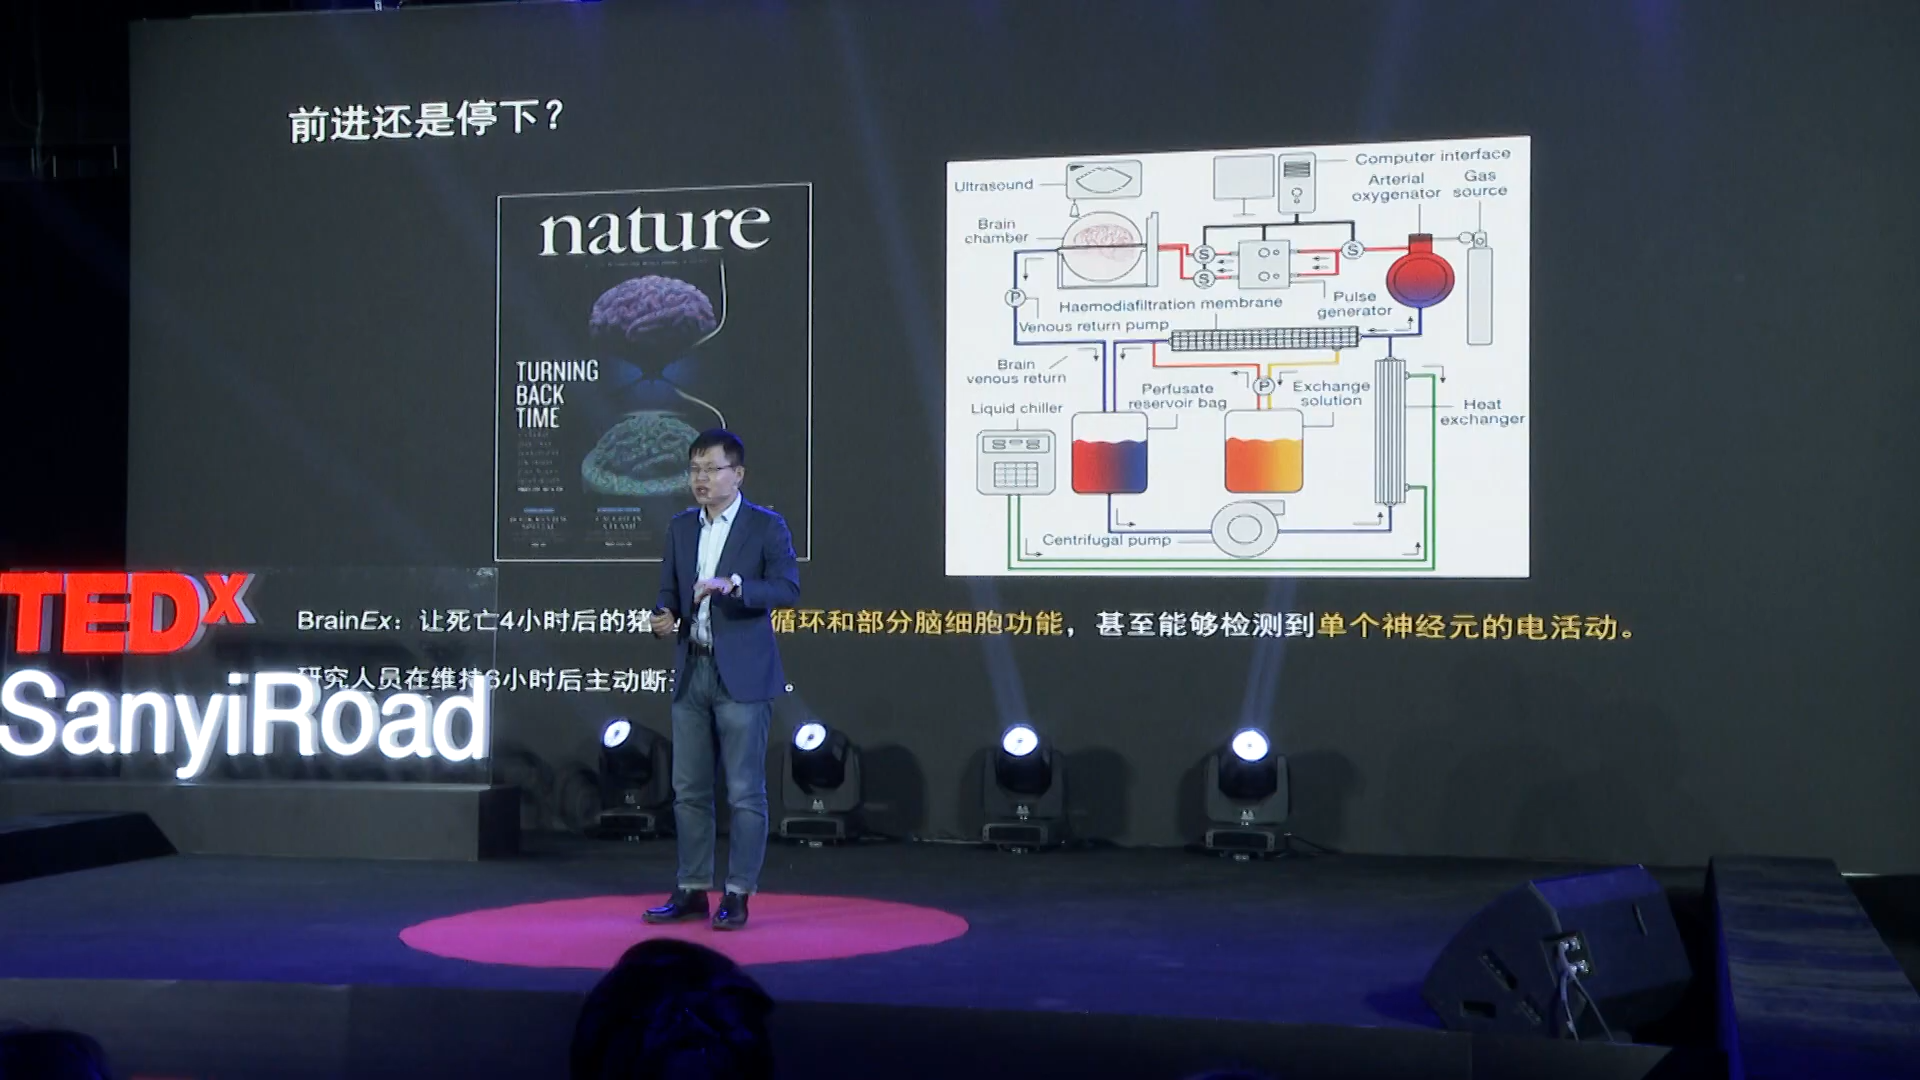 前进还是停下？
nature
TURNING
BACK
TIME
Ultrasound
Computer interface
Arterial
oxygenator
Gas
source
Brain
chamber
S
S
S
P
Haemodiafiltration membrane
Pulse
generator
Venous return pump
Brain
venous return
P
Perfusate
reservoir bag
Exchange
solution
Liquid chiller
Heat
exchanger
Centrifugal pump
BrainEx：让死亡4小时后的猪 循环和部分脑细胞功能，甚至能够检测到单个神经元的电活动。
研究人员在维持6小时后主动断 。
TEDx
SanyiRoad